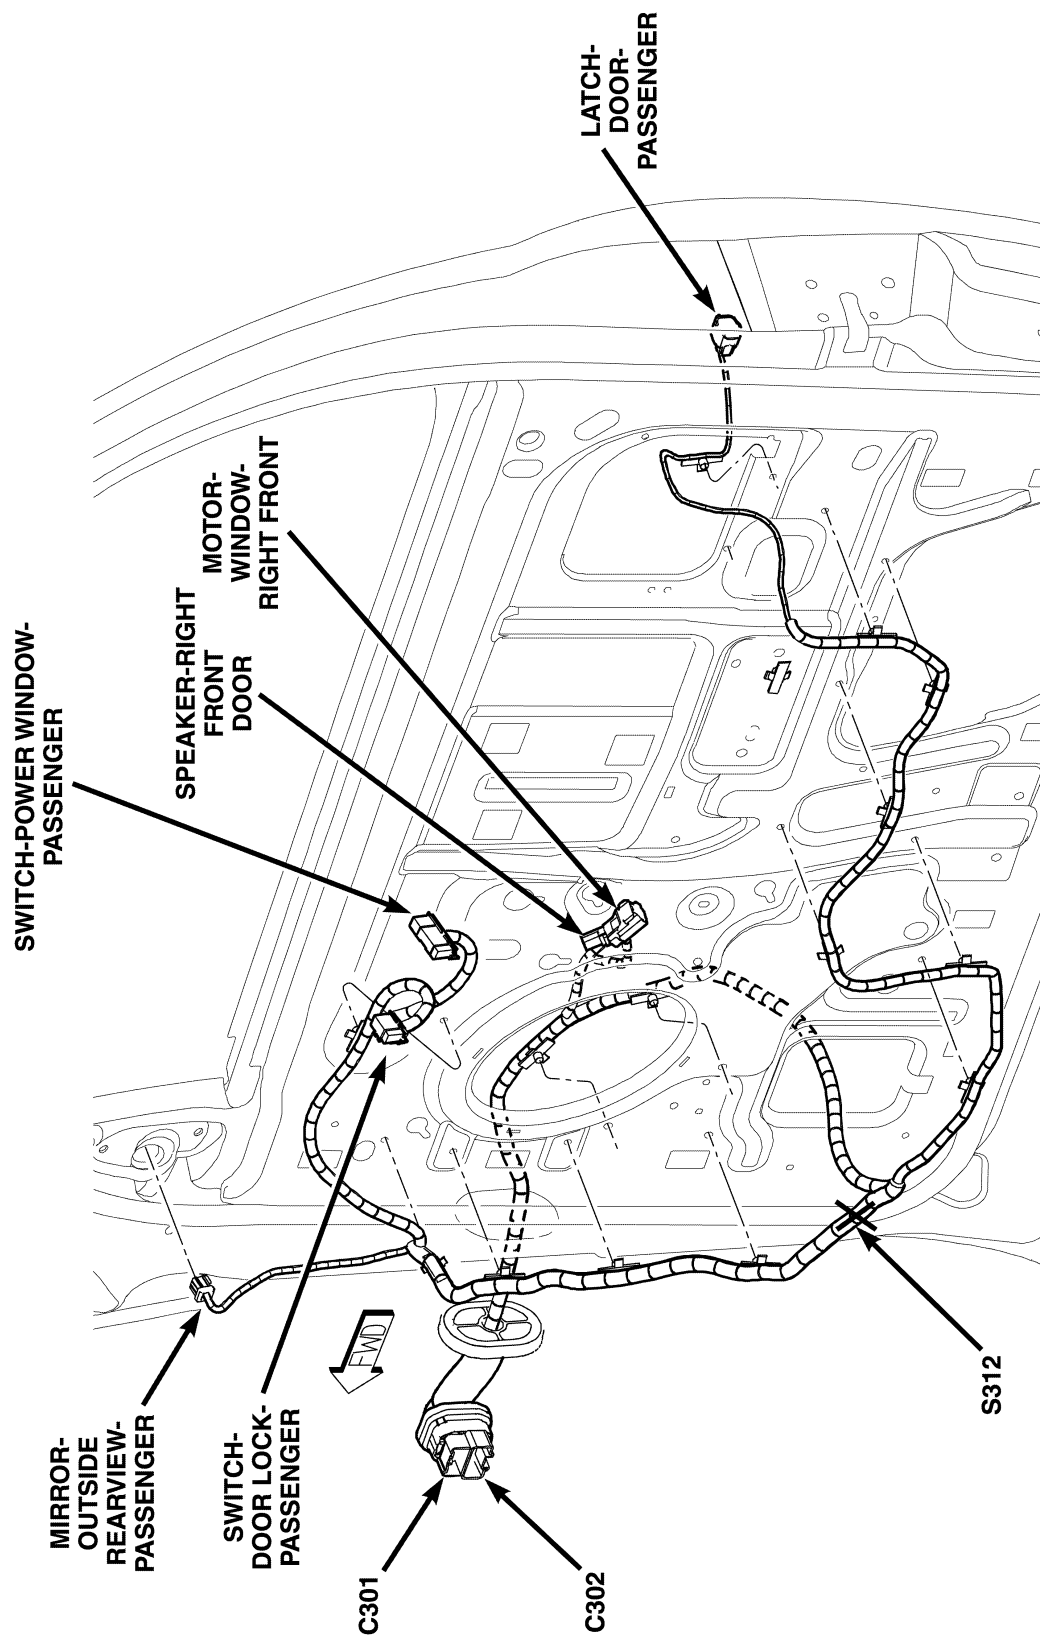 LATCH-
DOOR-
PASSENGER
MOTOR-
WINDOW-
RIGHT FRONT
SPEAKER-RIGHT
FRONT
DOOR
SWITCH-POWER WINDOW-
PASSENGER
MIRROR-
OUTSIDE
REARVIEW-
PASSENGER
SWITCH-
DOOR LOCK-
PASSENGER
FWD
C301
C302
S312